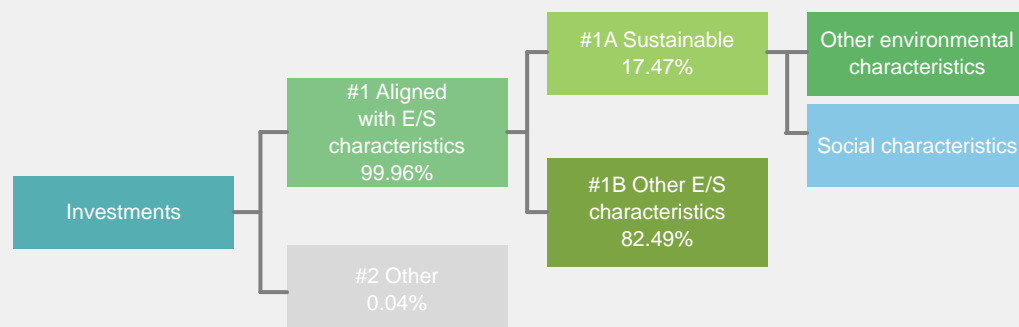 Investments
#1 Aligned
with E/S
characteristics
99.96%
#2 Other
0.04%
#1A Sustainable
17.47%
#1B Other E/S
characteristics
82.49%
Other environmental
characteristics
Social characteristics